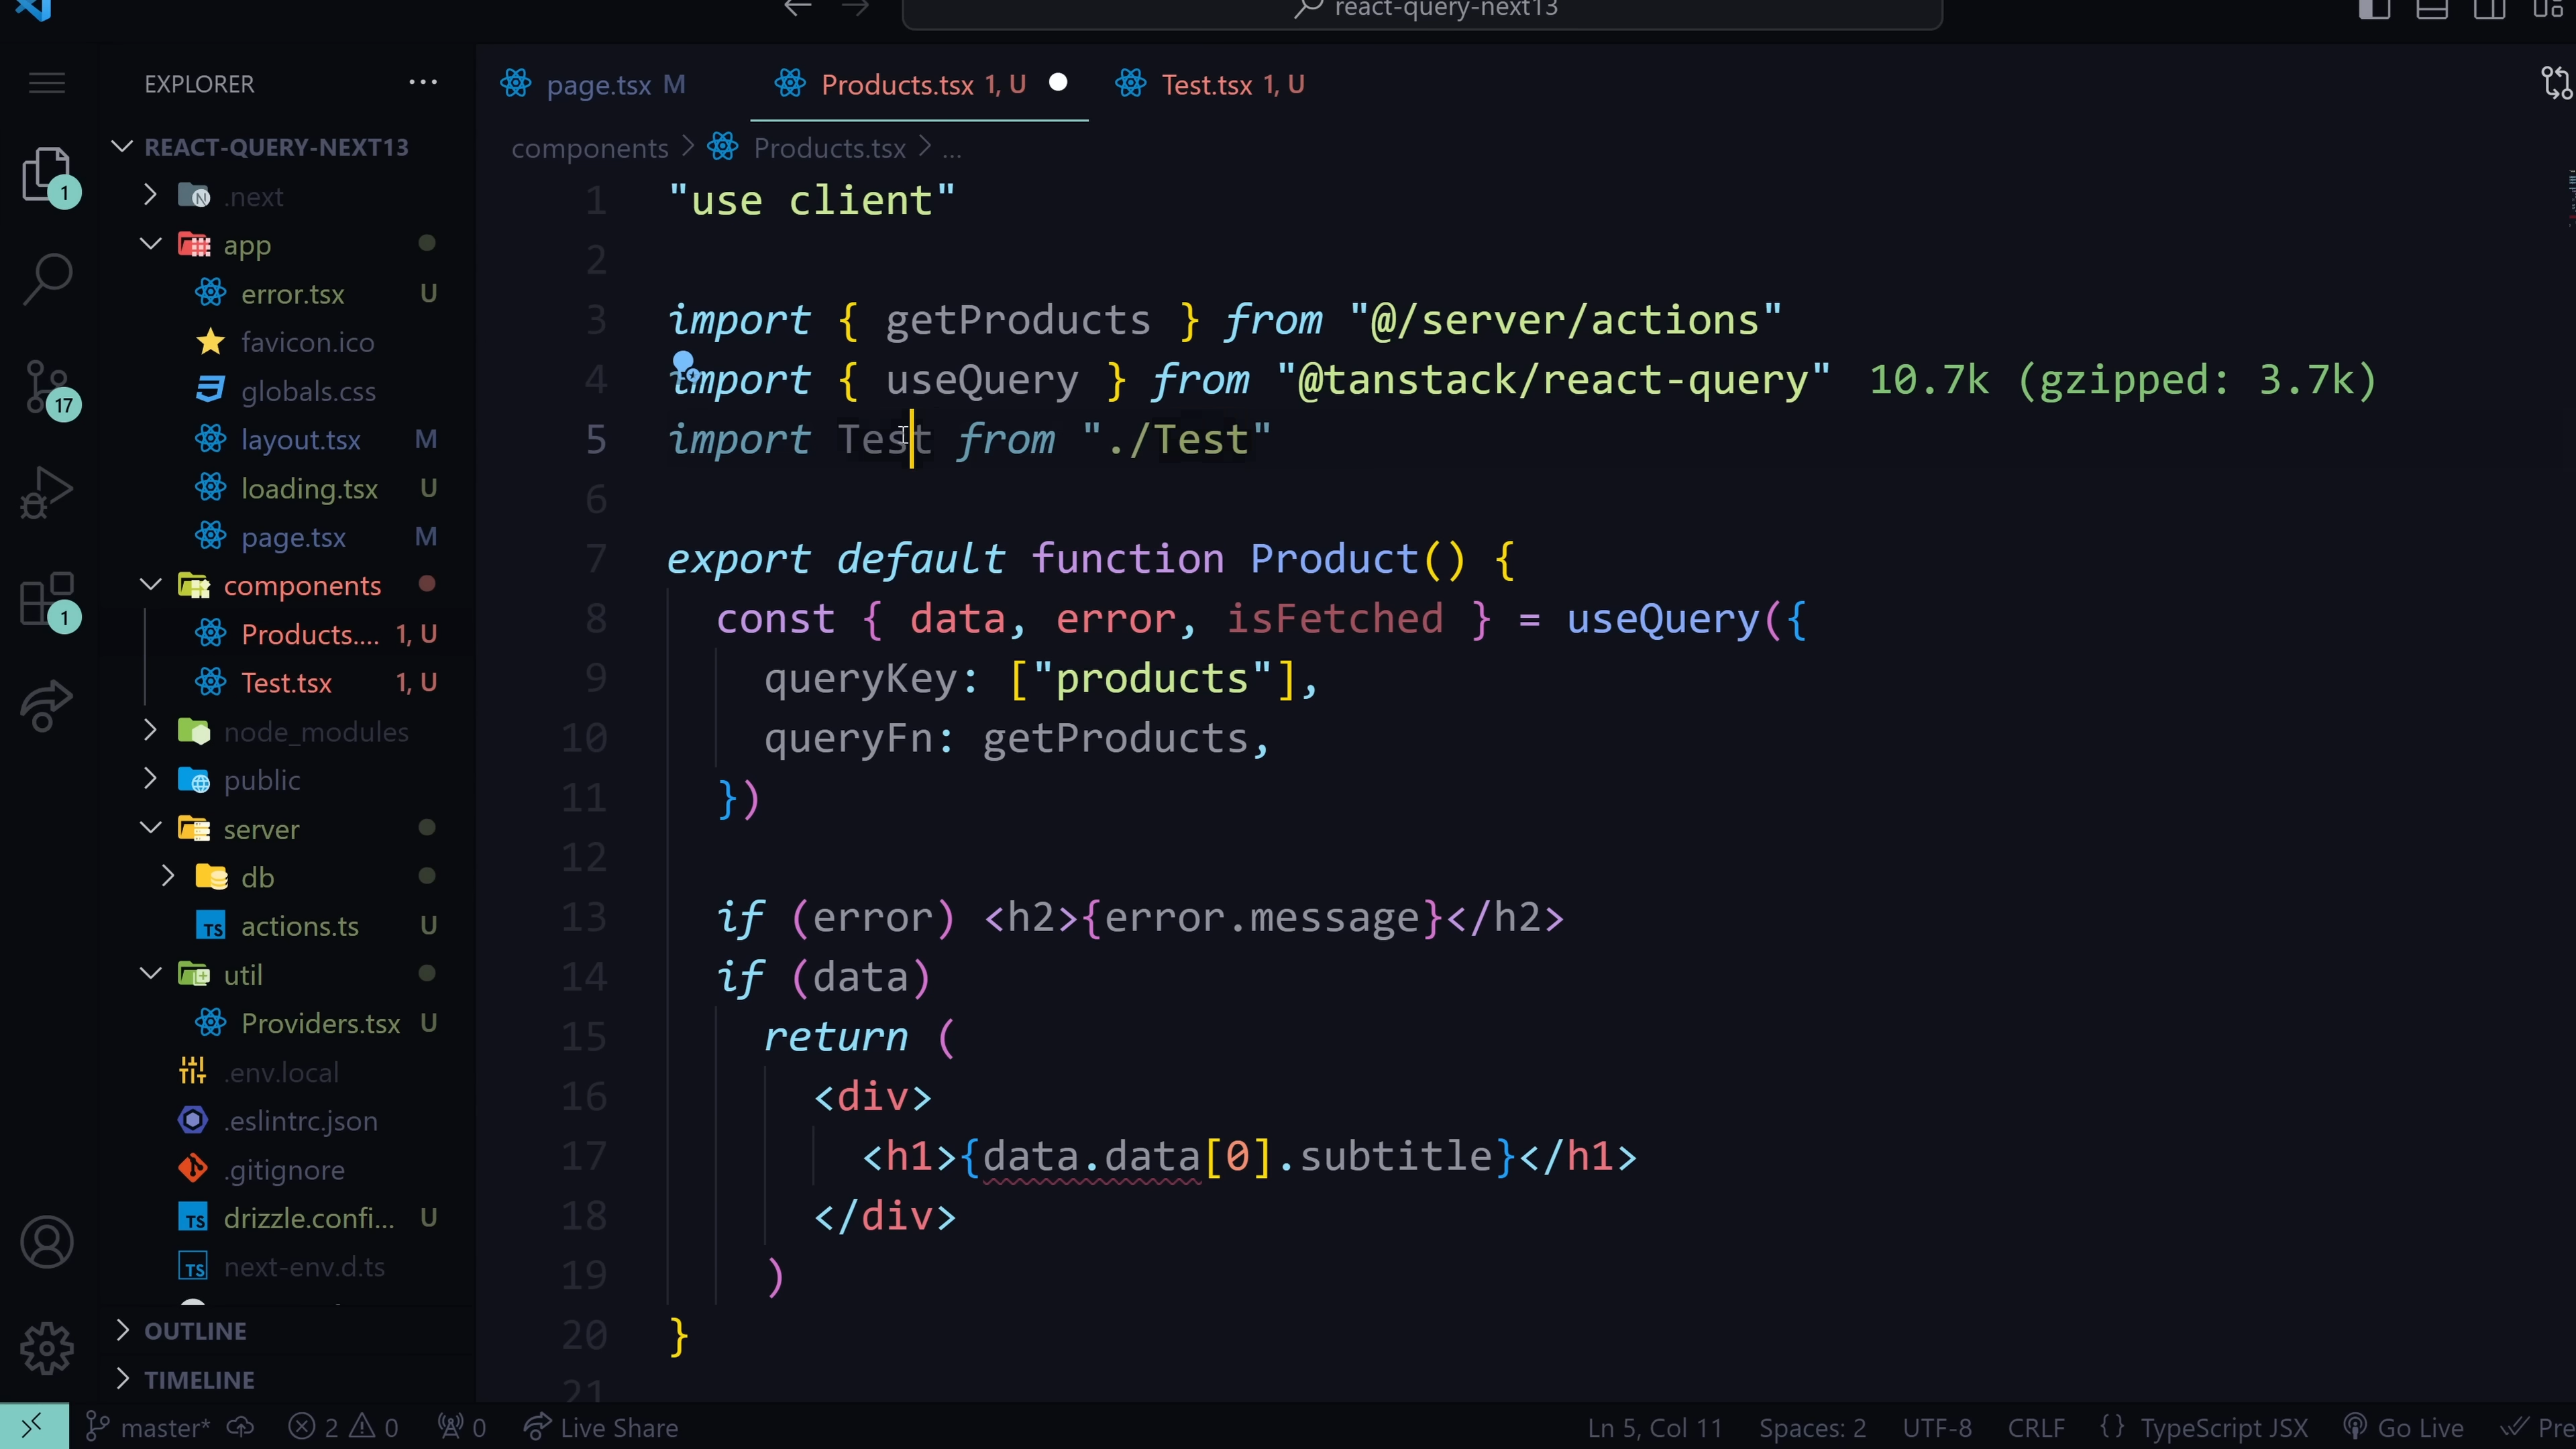 react-query-next13
EXPLORER
page.tsx M
Products.tsx 1, U
Test.tsx 1, U
REACT-QUERY-NEXT13
components > Products.tsx > ...
.next
app
error.tsx U
favicon.ico
globals.css
layout.tsx M
loading.tsx U
page.tsx M
components
Products.... 1, U
Test.tsx 1, U
node_modules
public
server
db
actions.ts U
util
Providers.tsx U
.env.local
.eslintrc.json
.gitignore
drizzle.confi... U
next-env.d.ts
OUTLINE
TIMELINE
1
17
1
1 "use client"
2
3 import { getProducts } from "@/server/actions"
4 import { useQuery } from "@tanstack/react-query" 10.7k (gzipped: 3.7k)
5 import Test from "./Test"
6
7 export default function Product() {
8 const { data, error, isFetched } = useQuery({
9 queryKey: ["products"],
10 queryFn: getProducts,
11 })
12
13 if (error) <h2>{error.message}</h2>
14 if (data)
15 return (
16 <div>
17 <h1>{data.data[0].subtitle}</h1>
18 </div>
19 )
20 }
21
master* 2 0 0 Live Share Ln 5, Col 11 Spaces: 2 UTF-8 CRLF {} TypeScript JSX Go Live